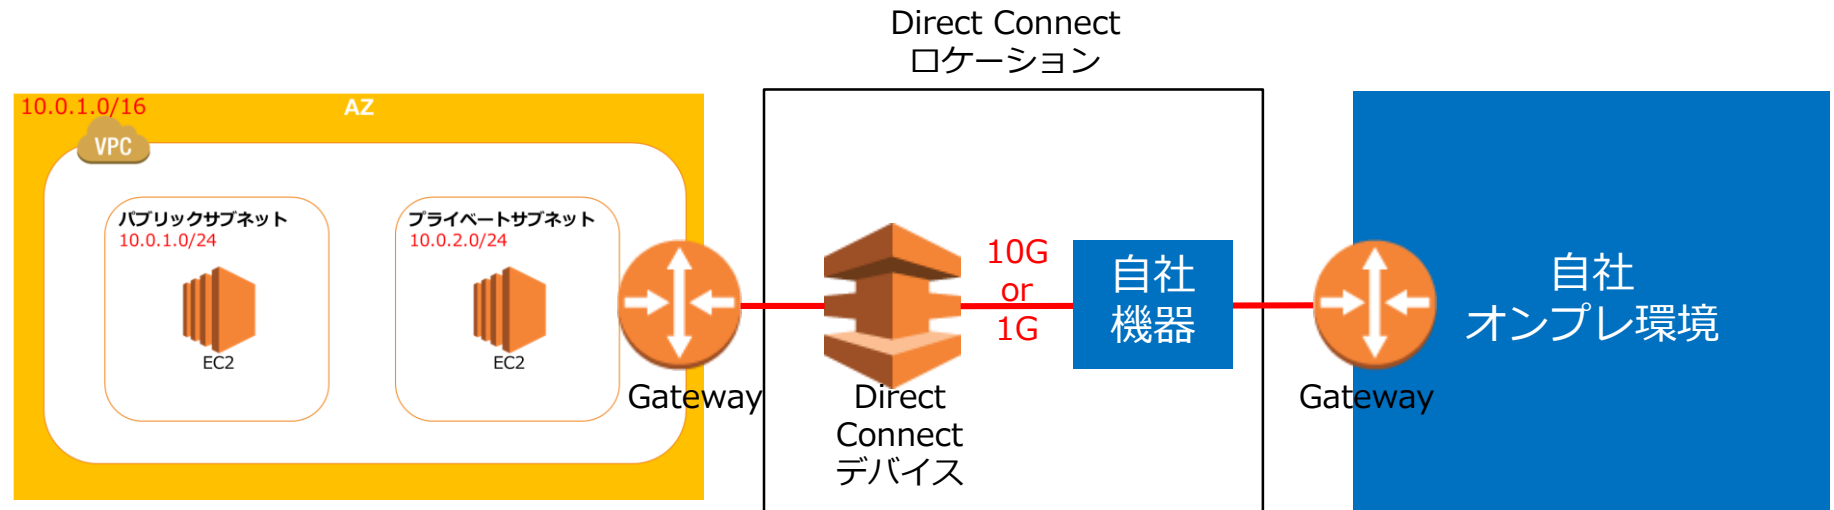 Direct Connect
ロケーション
10.0.1.0/16
AZ
VPC
パブリックサブネット
10.0.1.0/24
EC2
プライベートサブネット
10.0.2.0/24
EC2
Gateway
Direct
Connect
デバイス
10G
or
1G
自社
機器
Gateway
自社
オンプレ環境